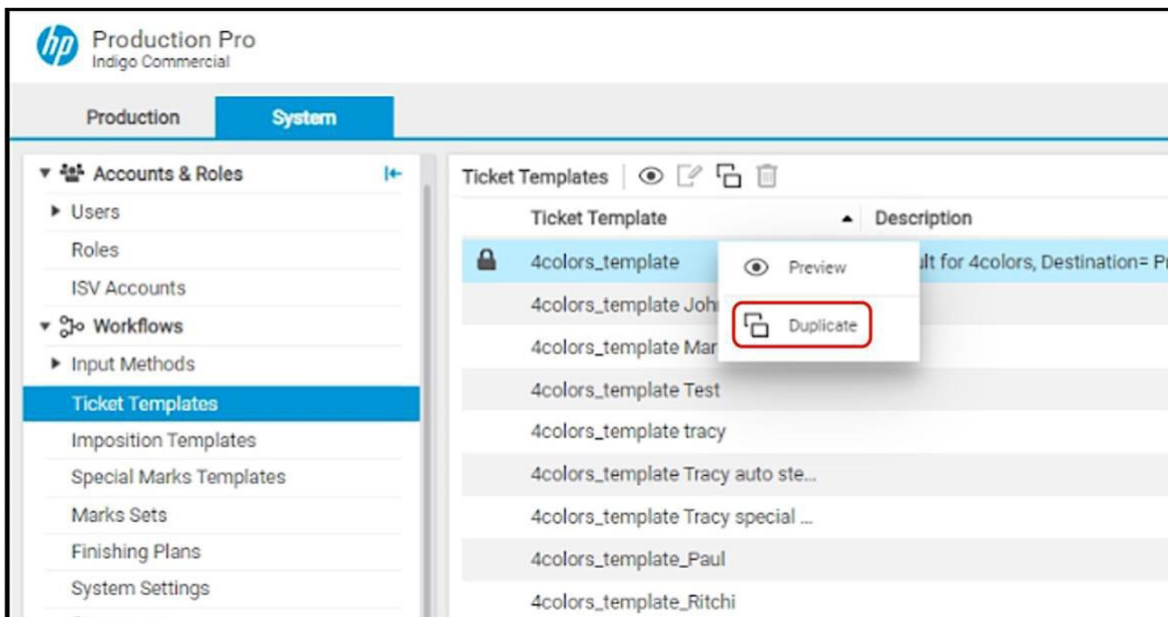 hp
Production Pro
Indigo Commercial
Production System
Accounts & Roles
Users
Roles
ISV Accounts
Workflows
Input Methods
Ticket Templates
Imposition Templates
Special Marks Templates
Marks Sets
Finishing Plans
System Settings
Ticket Templates
Ticket Template Description
4colors_template ult for 4colors, Destination= Pr
4colors_template Joh
4colors_template Mar
4colors_template Test
4colors_template tracy
4colors_template Tracy auto ste...
4colors_template Tracy special ...
4colors_template_Paul
4colors_template_Ritchi
Preview
Duplicate